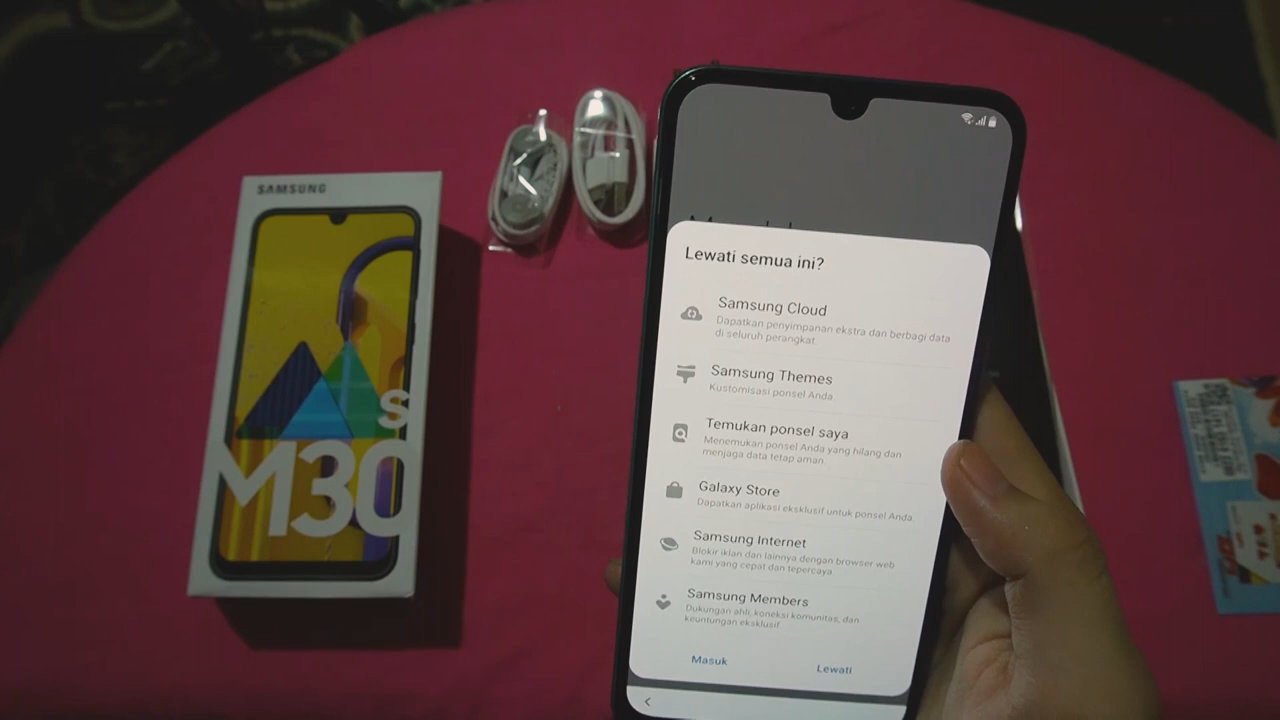 SAMSUNG
s
M30
Lewati semua ini?
Samsung Cloud
Dapatkan penyimpanan ekstra dan berbagi data
di seluruh perangkat
Samsung Themes
Kustomisasi ponsel Anda.
Temukan ponsel saya
Menemukan ponsel Anda yang hilang dan
menjaga data tetap aman.
Galaxy Store
Dapatkan aplikasi eksklusif untuk ponsel Anda.
Samsung Internet
Blokir iklan dan lainnya dengan browser web
kami yang cepat dan tepercaya
Samsung Members
Dukungan ahli, koneksi komunitas, dan
keuntungan eksklusif.
Masuk
Lewati